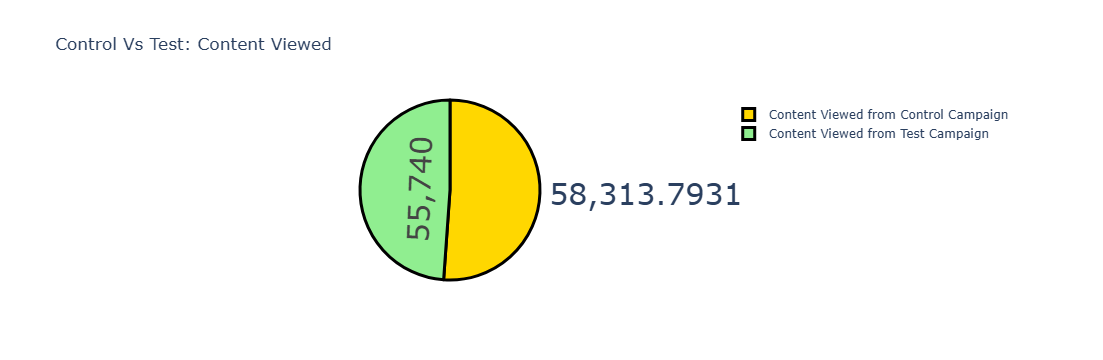 Control Vs Test: Content Viewed
Content Viewed from Control Campaign
Content Viewed from Test Campaign
55,740
58,313.7931